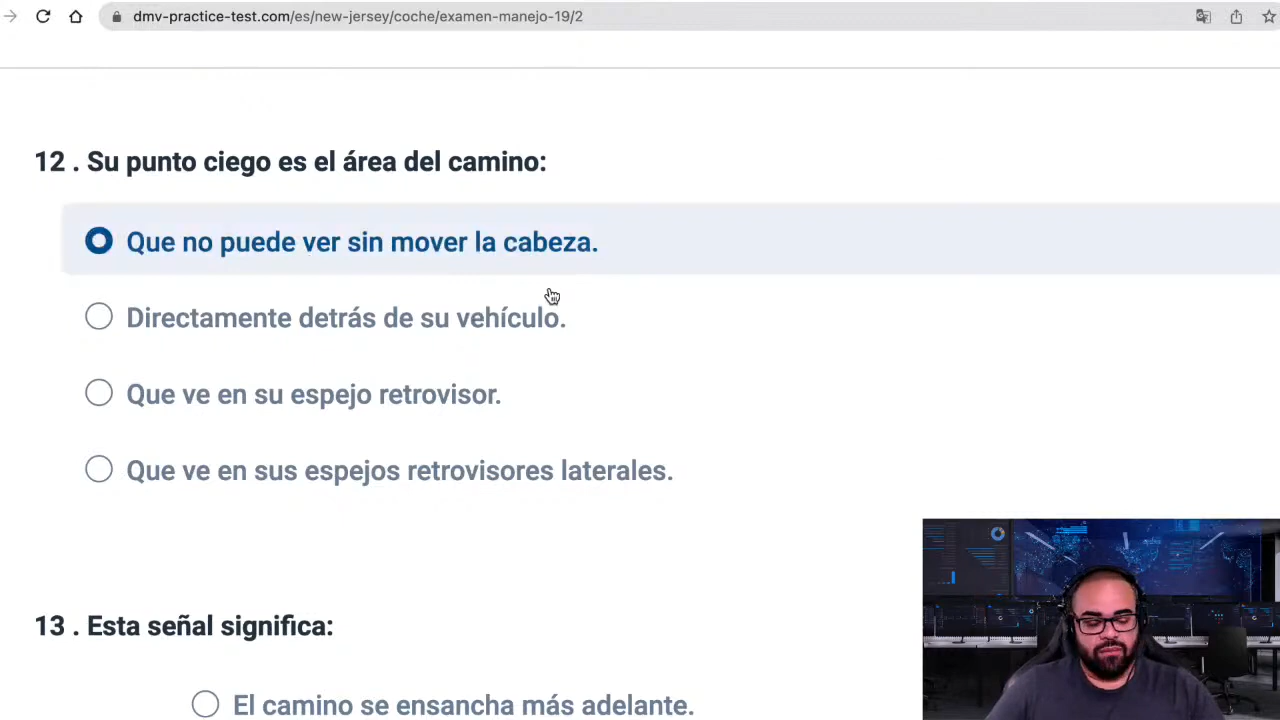 dmv-practice-test.com/es/new-jersey/coche/examen-manejo-19/2
12 . Su punto ciego es el área del camino:
Que no puede ver sin mover la cabeza.
Directamente detrás de su vehículo.
Que ve en su espejo retrovisor.
Que ve en sus espejos retrovisores laterales.
13 . Esta señal significa:
El camino se ensancha más adelante.